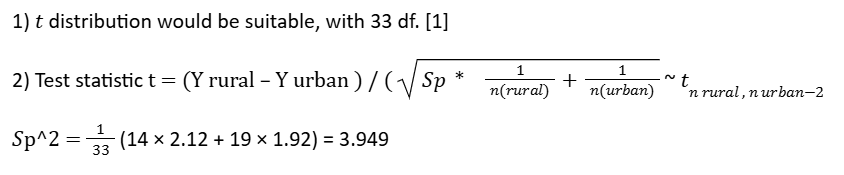 1) t distribution would be suitable, with 33 df. [1]
2) Test statistic t = (Y rural – Y urban ) / (√ Sp * 1/n(rural) + 1/n(urban) ~ t n rural , n urban−2
Sp^2 = 1/33 (14 × 2.12 + 19 × 1.92) = 3.949